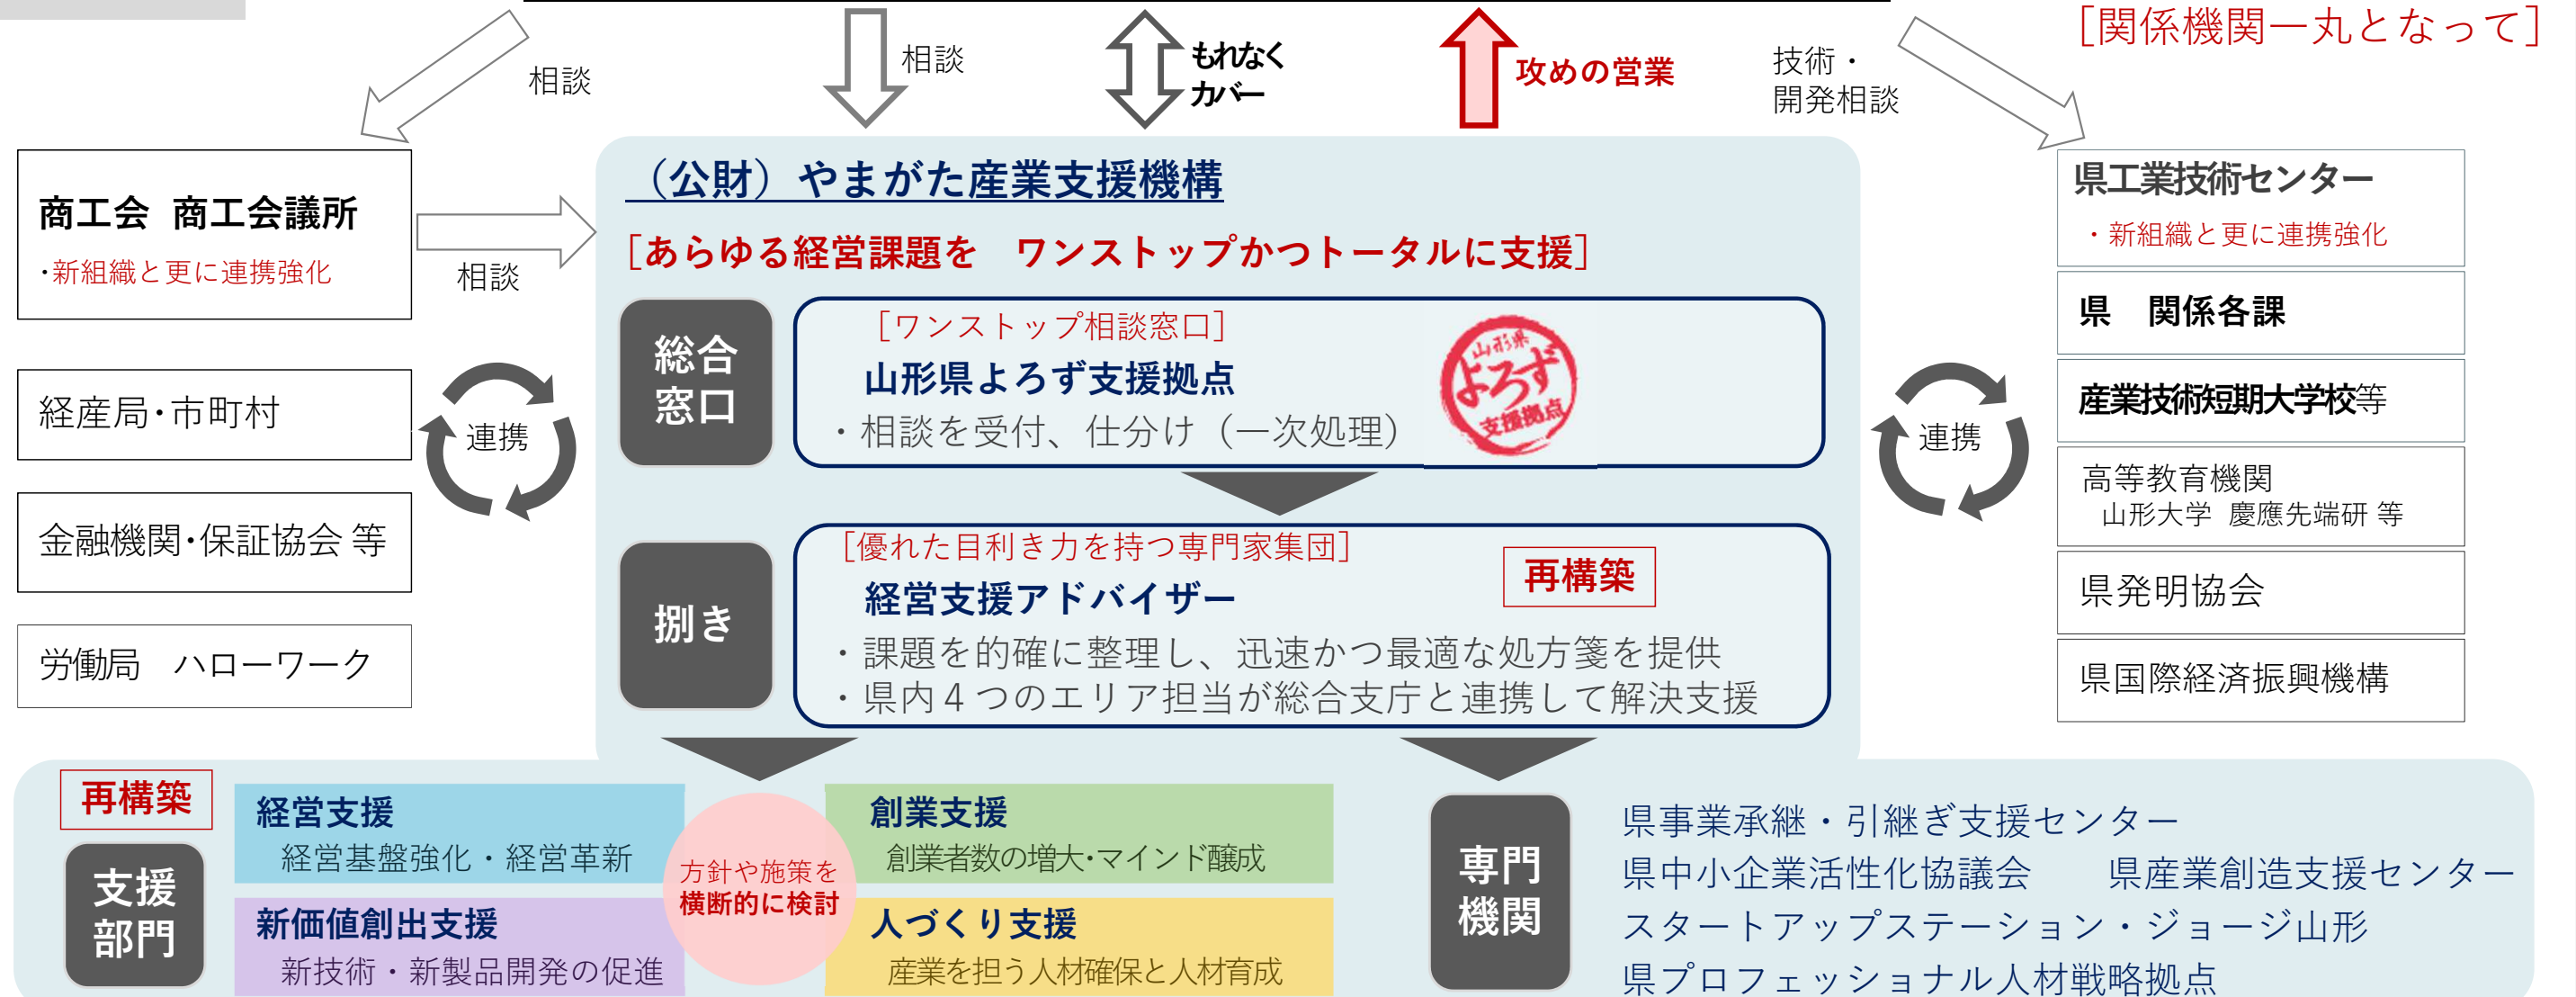 [関係機関一丸となって]
相談
相談
もれなく
カバー
攻めの営業
技術・
開発相談
商工会 商工会議所
・新組織と更に連携強化
相談
経産局・市町村
金融機関・保証協会 等
労働局　ハローワーク
連携
（公財）やまがた産業支援機構
[あらゆる経営課題を　ワンストップかつトータルに支援]
総合
窓口
[ワンストップ相談窓口]
山形県よろず支援拠点
・相談を受付、仕分け（一次処理）
山形県
よろず
支援拠点
捌き
[優れた目利き力を持つ専門家集団]
経営支援アドバイザー
再構築
・課題を的確に整理し、迅速かつ最適な処方箋を提供
・県内４つのエリア担当が総合支庁と連携して解決支援
連携
県工業技術センター
・新組織と更に連携強化
県　関係各課
産業技術短期大学校等
高等教育機関
山形大学 慶應先端研 等
県発明協会
県国際経済振興機構
再構築
支援
部門
経営支援
経営基盤強化・経営革新
創業支援
創業者数の増大・マインド醸成
方針や施策を
横断的に検討
新価値創出支援
新技術・新製品開発の促進
人づくり支援
産業を担う人材確保と人材育成
専門
機関
県事業承継・引継ぎ支援センター
県中小企業活性化協議会　　県産業創造支援センター
スタートアップステーション・ジョージ山形
県プロフェッショナル人材戦略拠点